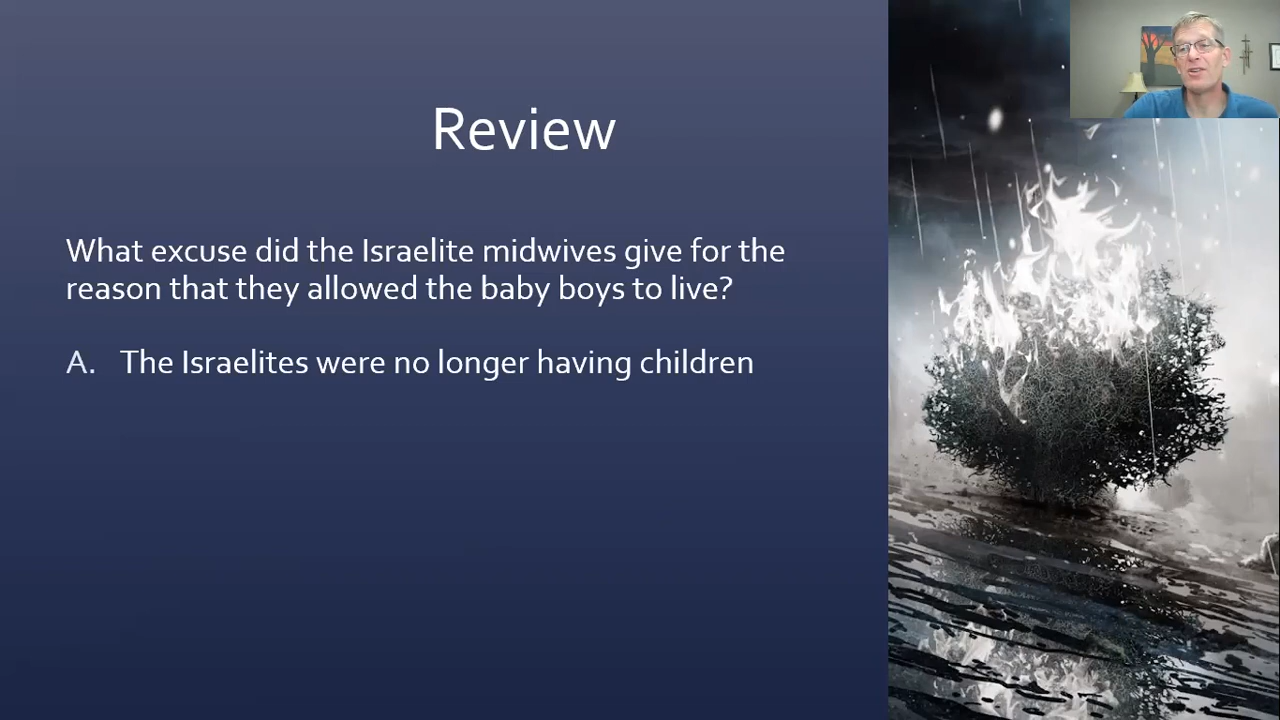 Review
What excuse did the Israelite midwives give for the
reason that they allowed the baby boys to live?
A. The Israelites were no longer having children